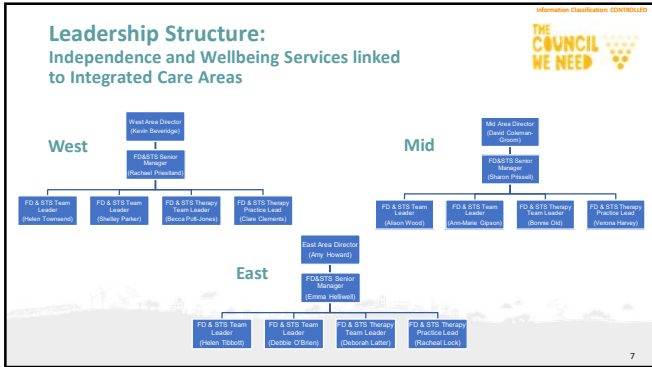 Information Classification: CONTROLLED
Leadership Structure:
Independence and Wellbeing Services linked
to Integrated Care Areas
THE
COUNCIL
WE NEED
West
West Area Director
(Kevin Beveridge)
FD&STS Senior
Manager
(Rachael Priestland)
FD & STS Team
Leader
(Helen Townsend)
FD & STS Team
Leader
(Shelley Parker)
FD & STS Therapy
Team Leader
(Becca Putt-Jones)
FD & STS Therapy
Practice Lead
(Clare Clements)
Mid
Mid Area Director
(David Coleman-
Groom)
FD&STS Senior
Manager
(Sharon Prissell)
FD & STS Team
Leader
(Alison Wood)
FD & STS Team
Leader
(Ann-Marie Gipson)
FD & STS Therapy
Team Leader
(Bonnie Old)
FD & STS Therapy
Practice Lead
(Verona Harvey)
East
East Area Director
(Amy Howard)
FD&STS Senior
Manager
(Emma Helliwell)
FD & STS Team
Leader
(Helen Tibbott)
FD & STS Team
Leader
(Debbie O'Brien)
FD & STS Therapy
Team Leader
(Deborah Latter)
FD & STS Therapy
Practice Lead
(Racheal Lock)
7